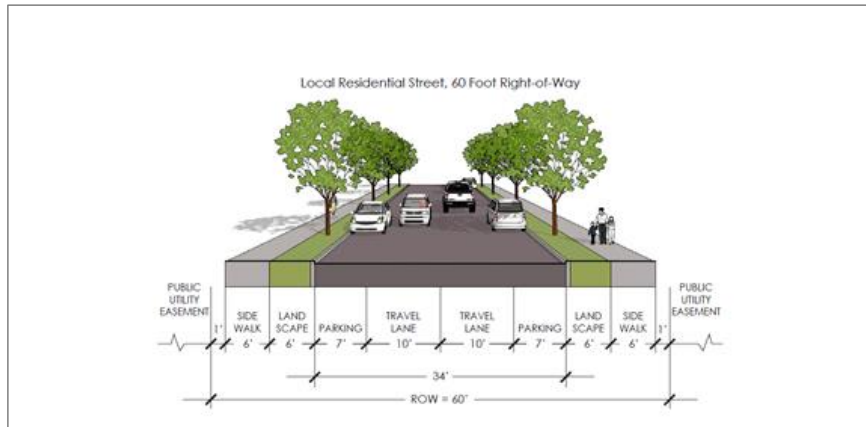 Local Residential Street, 60 Foot Right-of-Way
PUBLIC
UTILITY
EASEMENT
1'
SIDE
WALK
6'
LAND
SCAPE
6'
PARKING
7'
TRAVEL
LANE
10'
TRAVEL
LANE
10'
PARKING
7'
LAND
SCAPE
6'
SIDE
WALK
6'
1'
PUBLIC
UTILITY
EASEMENT
34'
ROW = 60'